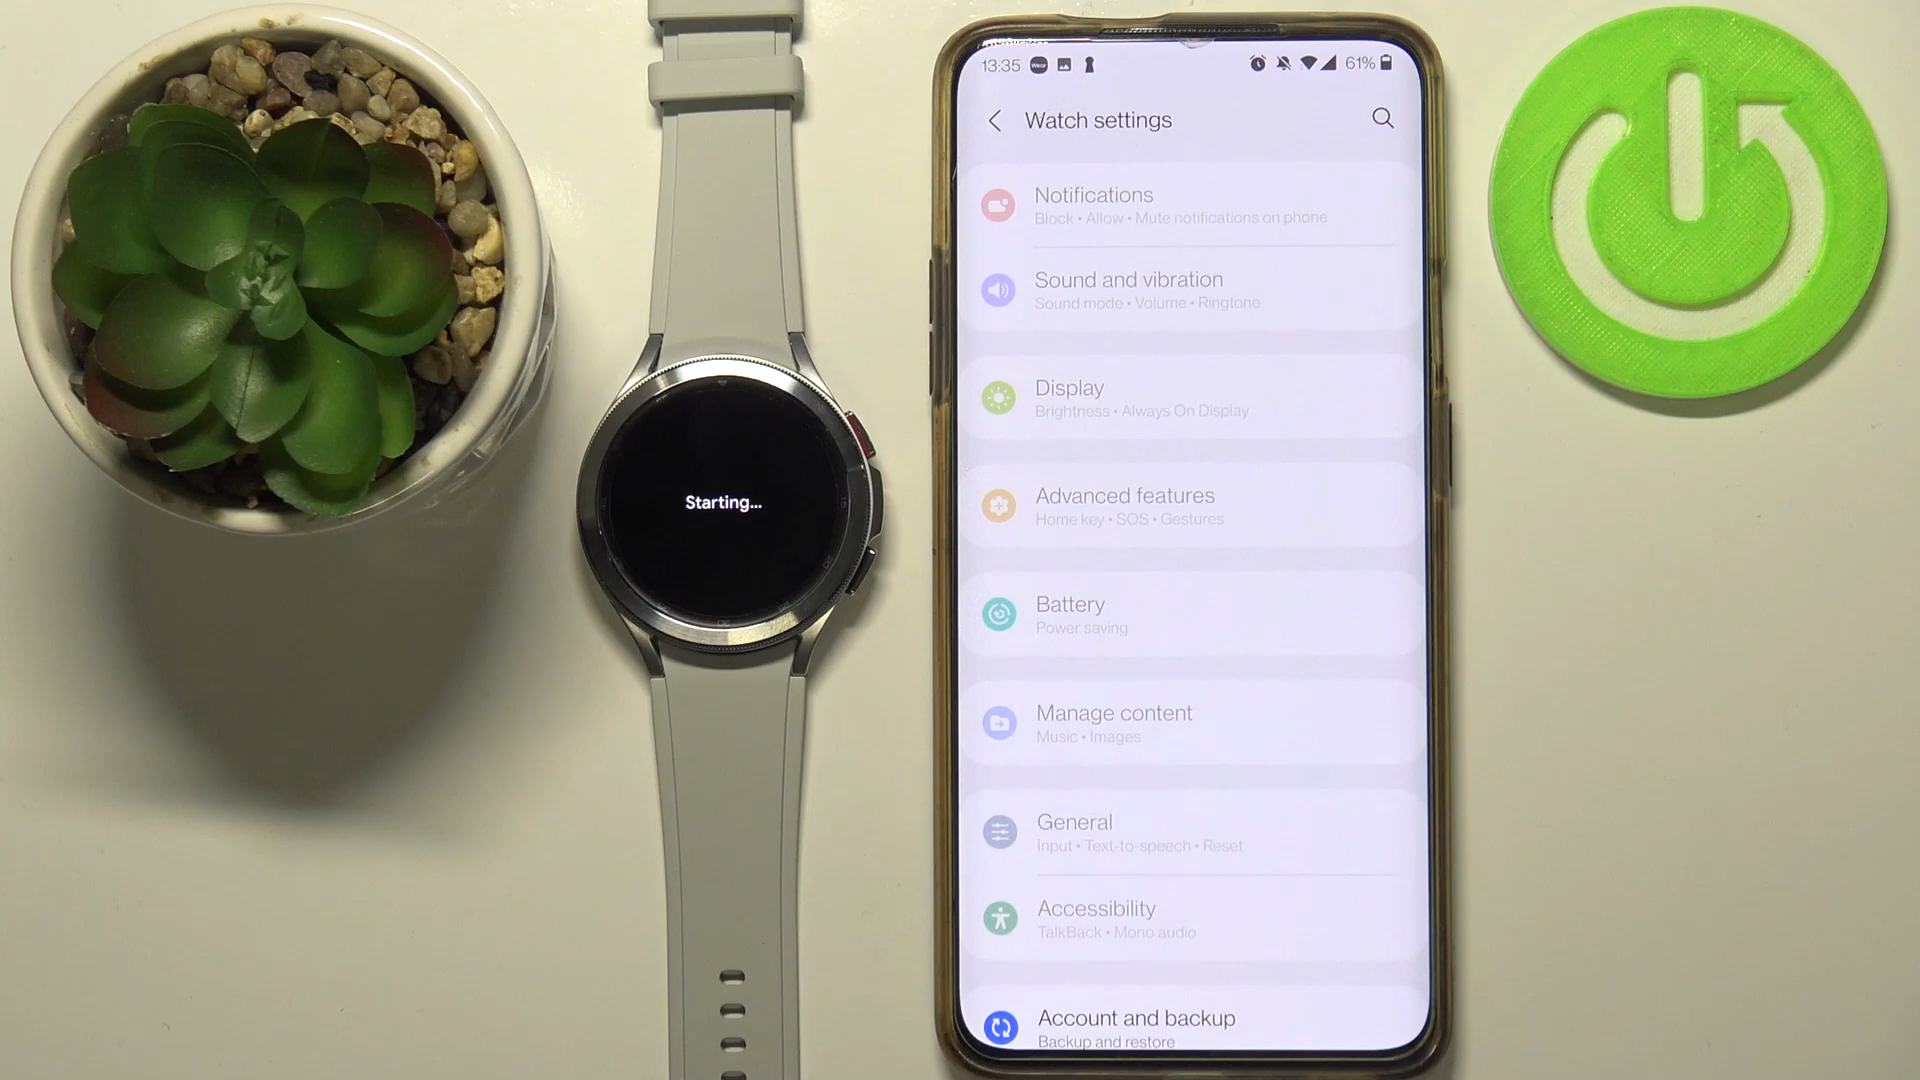 Starting...
13:35 61%
Watch settings
Notifications
Block • Allow • Mute notifications on phone
Sound and vibration
Sound mode • Volume • Ringtone
Display
Brightness • Always On Display
Advanced features
Home key • SOS • Gestures
Battery
Power saving
Manage content
Music • Images
General
Input • Text-to-speech • Reset
Accessibility
TalkBack • Mono audio
Account and backup
Backup and restore